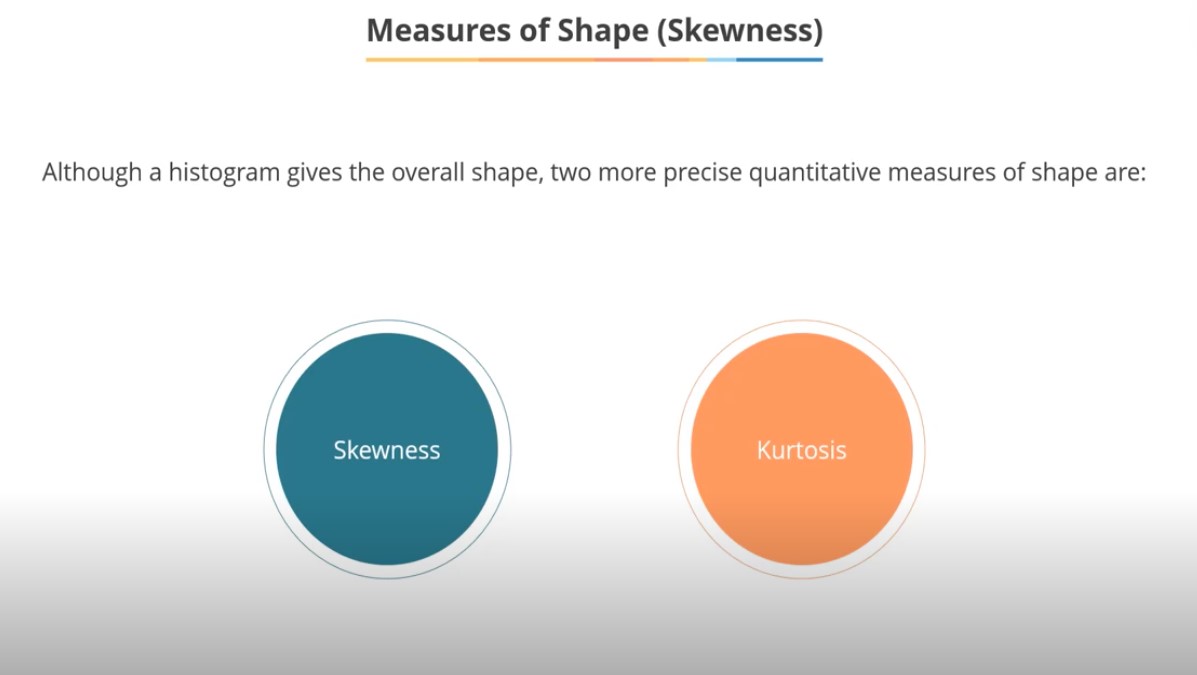 Measures of Shape (Skewness)
Although a histogram gives the overall shape, two more precise quantitative measures of shape are:
Skewness
Kurtosis